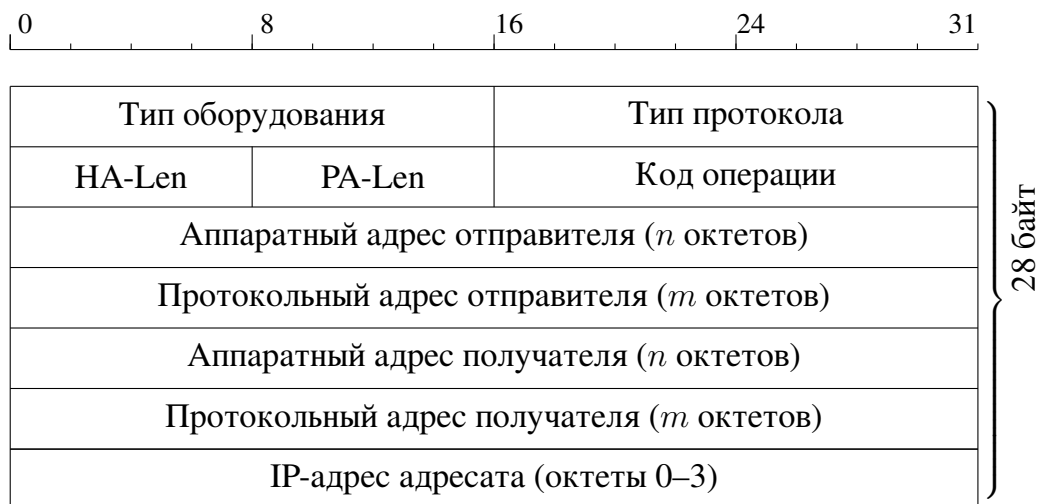 0 8 16 24 31
Тип оборудования Тип протокола
HA-Len PA-Len Код операции
Аппаратный адрес отправителя (n октетов)
Протокольный адрес отправителя (m октетов)
Аппаратный адрес получателя (n октетов)
Протокольный адрес получателя (m октетов)
IP-адрес адресата (октеты 0–3)
28 байт